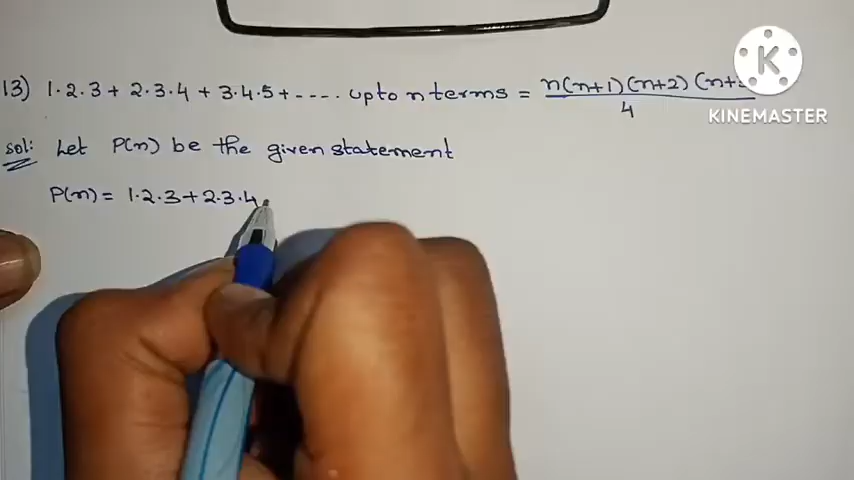 13) 1·2·3 + 2·3·4 + 3·4·5 + ---- upto n terms = n(n+1)(n+2)(n+
4
KINEMASTER
sol: Let P(n) be the given statement
P(n) = 1·2·3 + 2·3·4